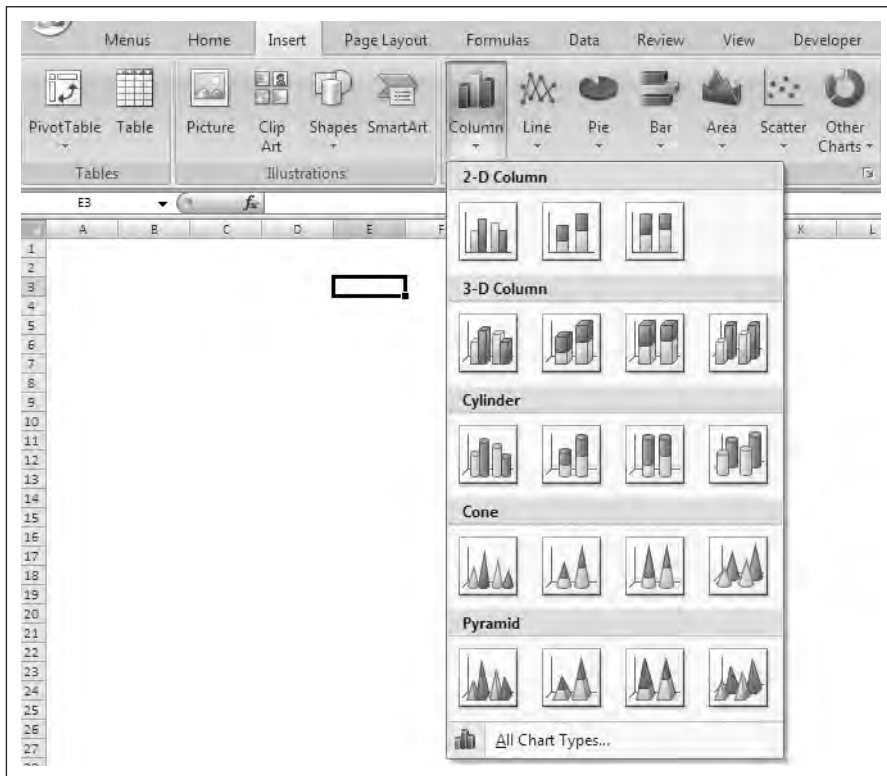 Menus Home Insert Page Layout Formulas Data Review View Developer
PivotTable Table Picture Clip Art Shapes SmartArt Column Line Pie Bar Area Scatter Other Charts
Tables Illustrations
E3 fx
A B C D E F K L
1
2
3
4
5
6
7
8
9
10
11
12
13
14
15
16
17
18
19
20
21
22
23
24
25
26
27
2-D Column
3-D Column
Cylinder
Cone
Pyramid
All Chart Types...